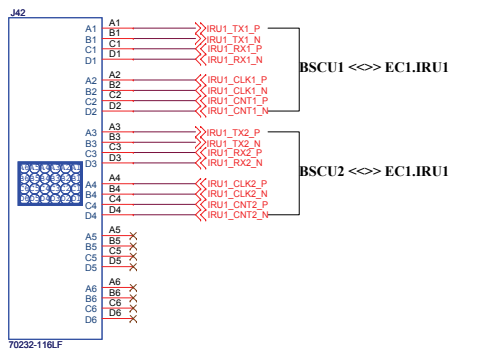 J42
A1 A1 IRU1_TX1_P
B1 B1 IRU1_TX1_N
C1 C1 IRU1_RX1_P
D1 D1 IRU1_RX1_N
BSCU1 <<>> EC1.IRU1
A2 A2 IRU1_CLK1_P
B2 B2 IRU1_CLK1_N
C2 C2 IRU1_CNT1_P
D2 D2 IRU1_CNT1_N
A3 A3 IRU1_TX2_P
B3 B3 IRU1_TX2_N
C3 C3 IRU1_RX2_P
D3 D3 IRU1_RX2_N
BSCU2 <<>> EC1.IRU1
A4 A4 IRU1_CLK2_P
B4 B4 IRU1_CLK2_N
C4 C4 IRU1_CNT2_P
D4 D4 IRU1_CNT2_N
A5 A5
B5 B5
C5 C5
D5 D5
A6 A6
B6 B6
C6 C6
D6 D6
70232-116LF